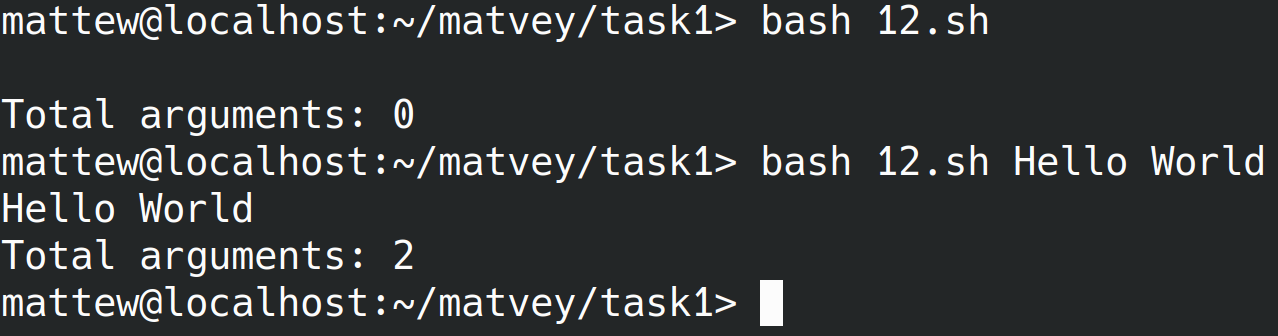 mattew@localhost:~/matvey/task1> bash 12.sh
Total arguments: 0
mattew@localhost:~/matvey/task1> bash 12.sh Hello World
Hello World
Total arguments: 2
mattew@localhost:~/matvey/task1>